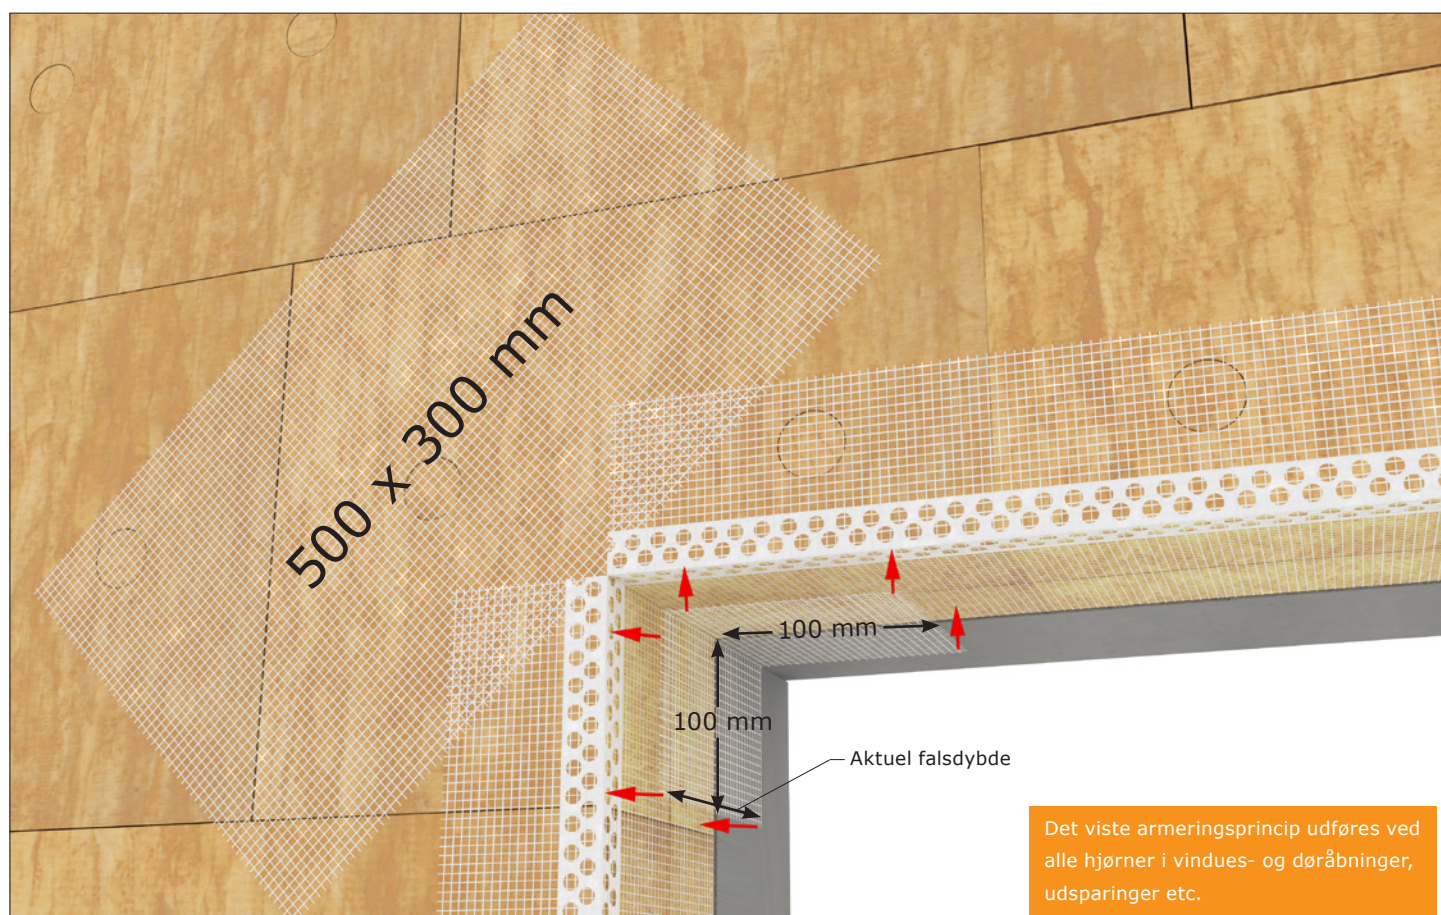 500 x 300 mm
100 mm
100 mm
Aktuel falsdybde
Det viste armeringsprincip udføres ved
alle hjørner i vindues- og døråbninger,
udsparinger etc.